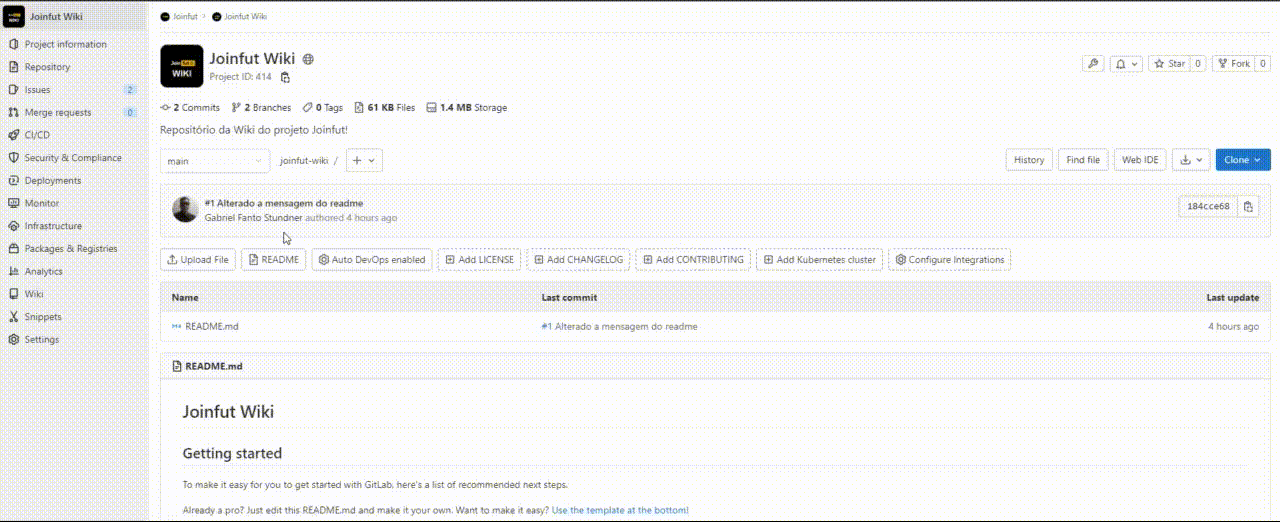 Joinfut Wiki
Project information
Repository
Issues 2
Merge requests 0
CI/CD
Security & Compliance
Deployments
Monitor
Infrastructure
Packages & Registries
Analytics
Wiki
Snippets
Settings
Joinfut > Joinfut Wiki
WIKI
Joinfut Wiki
Project ID: 414
Star 0 Fork 0
2 Commits 2 Branches 0 Tags 61 KB Files 1.4 MB Storage
Repositório da Wiki do projeto Joinfut!
main joinfut-wiki / + History Find file Web IDE Clone
#1 Alterado a mensagem do readme
Gabriel Fanto Stundner authored 4 hours ago
184cce68
Upload File README Auto DevOps enabled Add LICENSE Add CHANGELOG Add CONTRIBUTING Add Kubernetes cluster Configure Integrations
Name Last commit Last update
README.md #1 Alterado a mensagem do readme 4 hours ago
README.md
Joinfut Wiki
Getting started
To make it easy for you to get started with GitLab, here's a list of recommended next steps.
Already a pro? Just edit this README.md and make it your own. Want to make it easy? Use the template at the bottom!